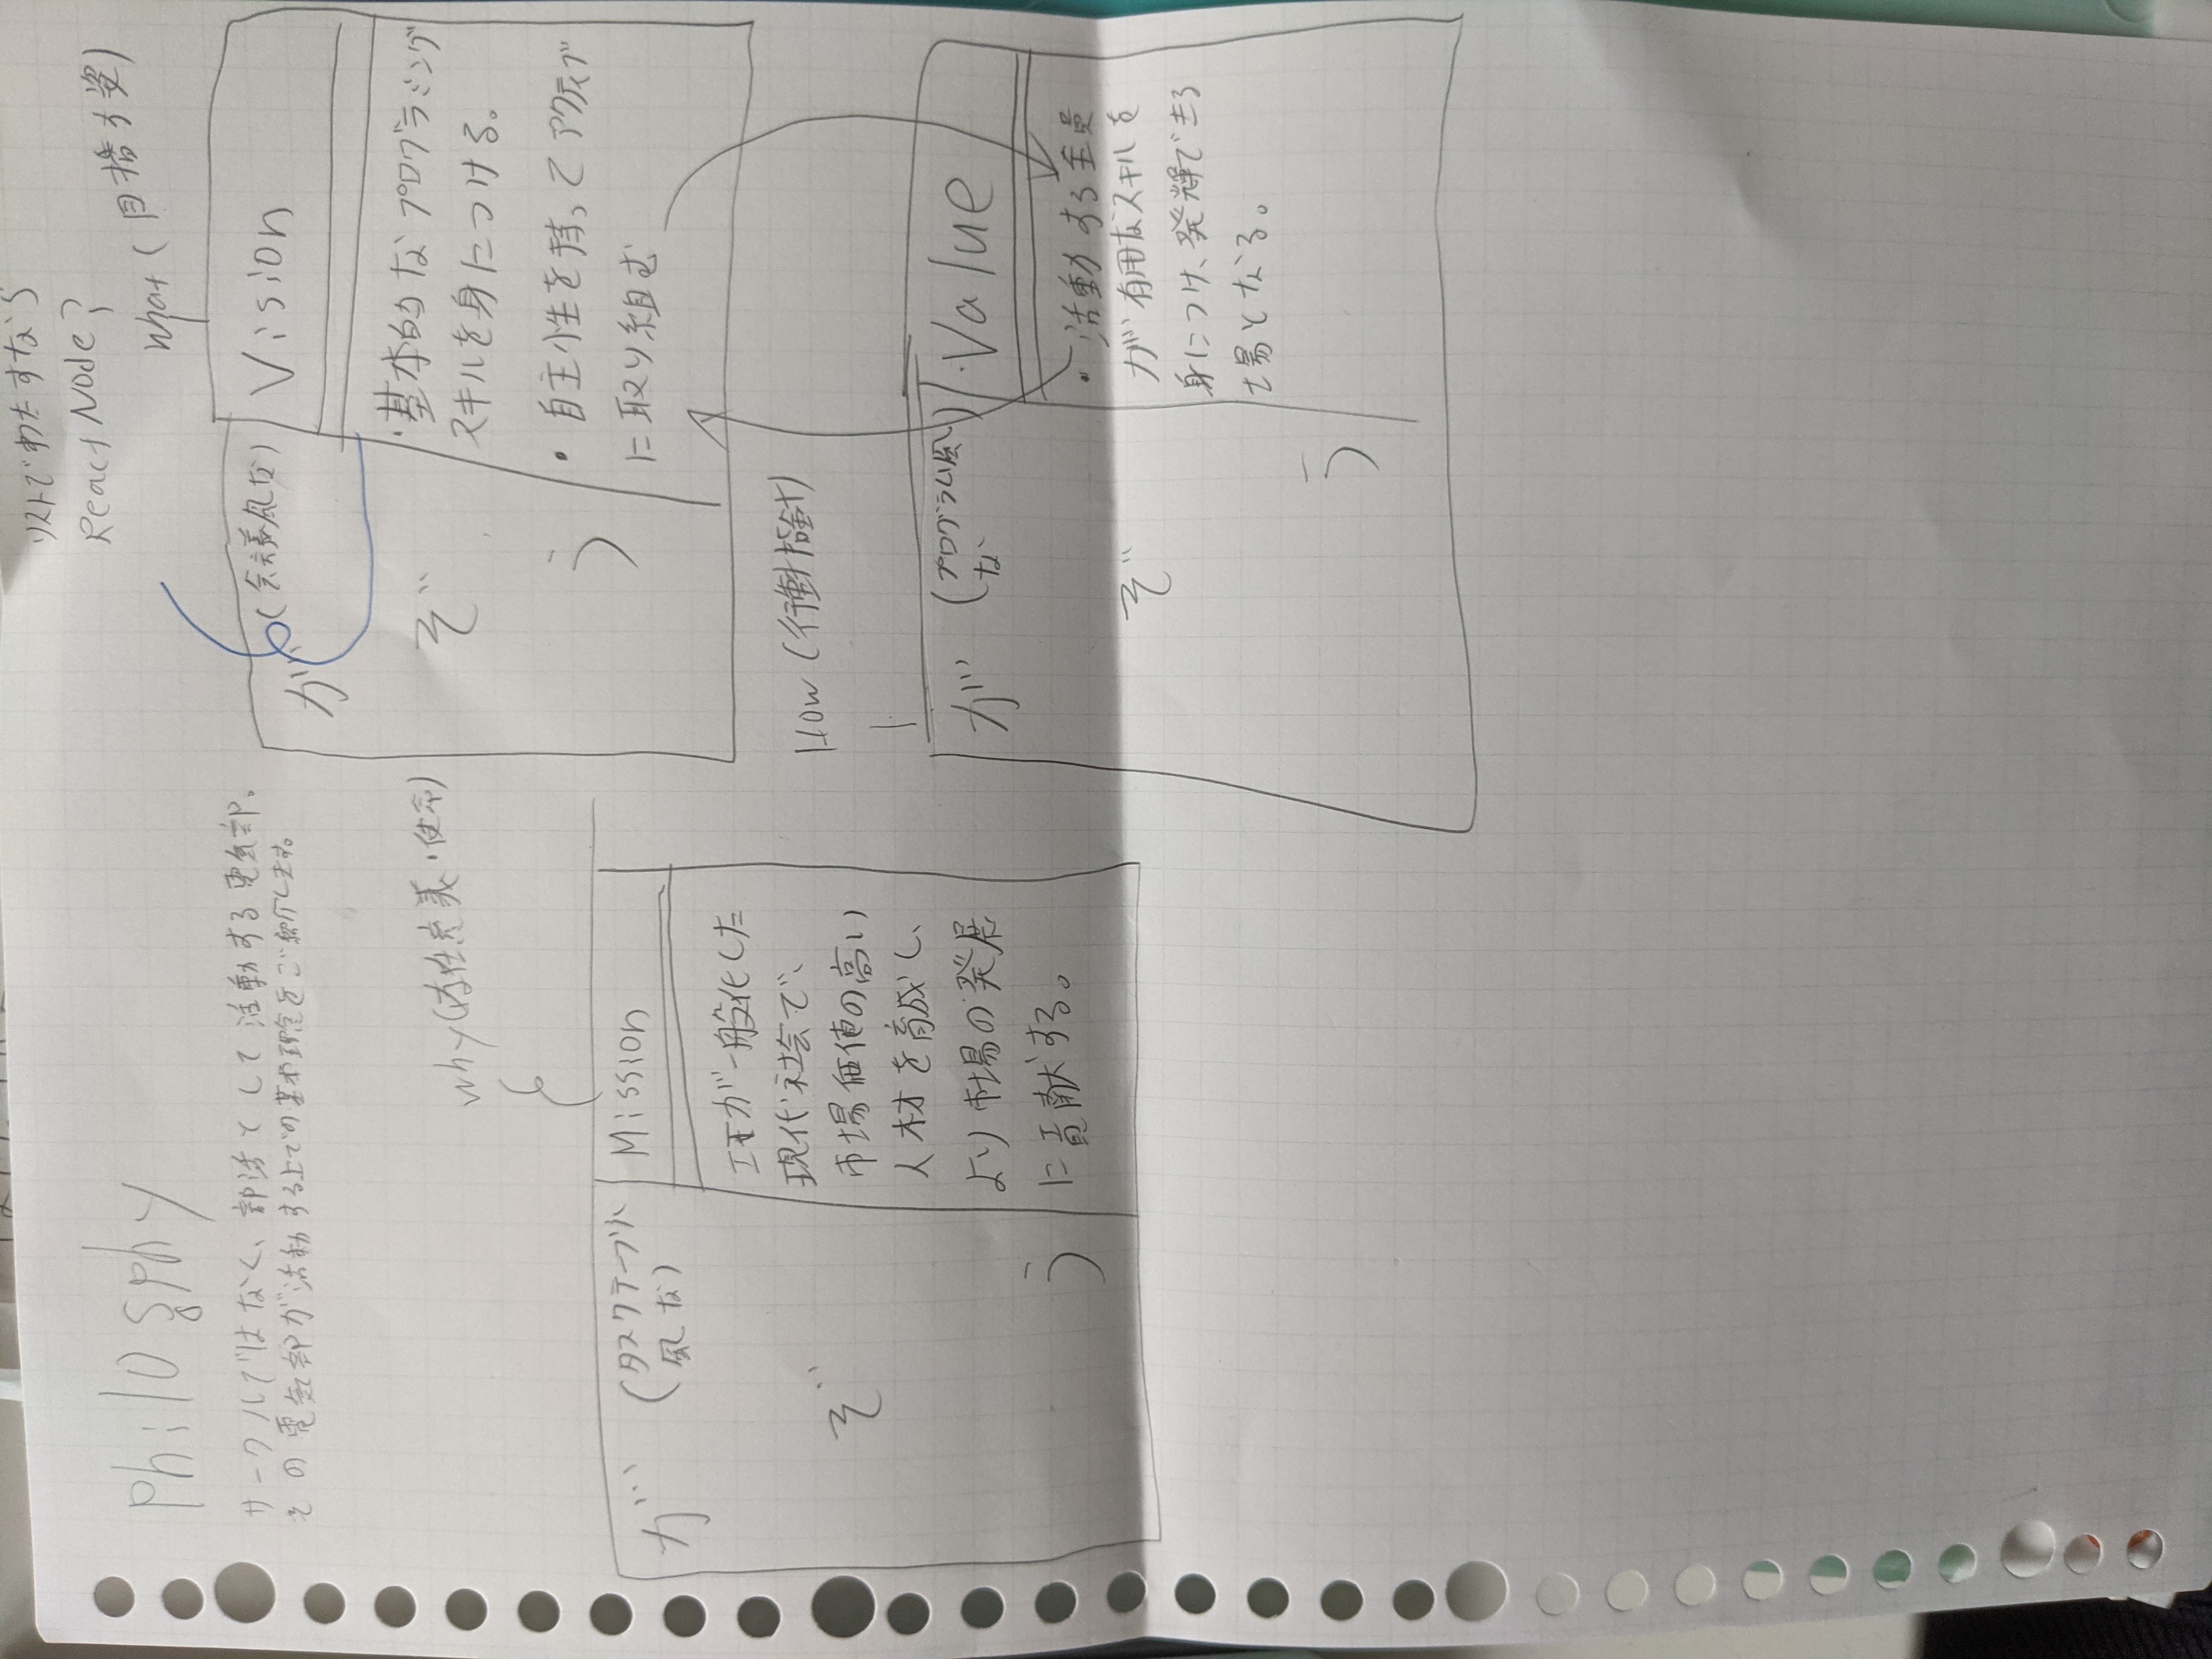 Philosophy
サークルではなく、部活として活動する電気部。
その電気部が活動する上での基本理念をご紹介します。
Why(存在意義・使命)
が
(タスクテーブル
風な)
ぞ
う
Mission
ITが一般化した
現代社会で、
市場価値の高い
人材を育成し、
より市場の発展
に貢献する。
リストでわたすなら
ReactNode?
What(目指す姿)
が
(会議風な)
ぞ
う
Vision
・基本的なプログラミング
スキルを身につける。
・自主性を持ってアクティブ
に取り組む
How(行動指針)
が
(プログラム風
な)
ぞ
う
・Value
・活動する全員
が有用なスキルを
身につけ、発揮できる
場となる。